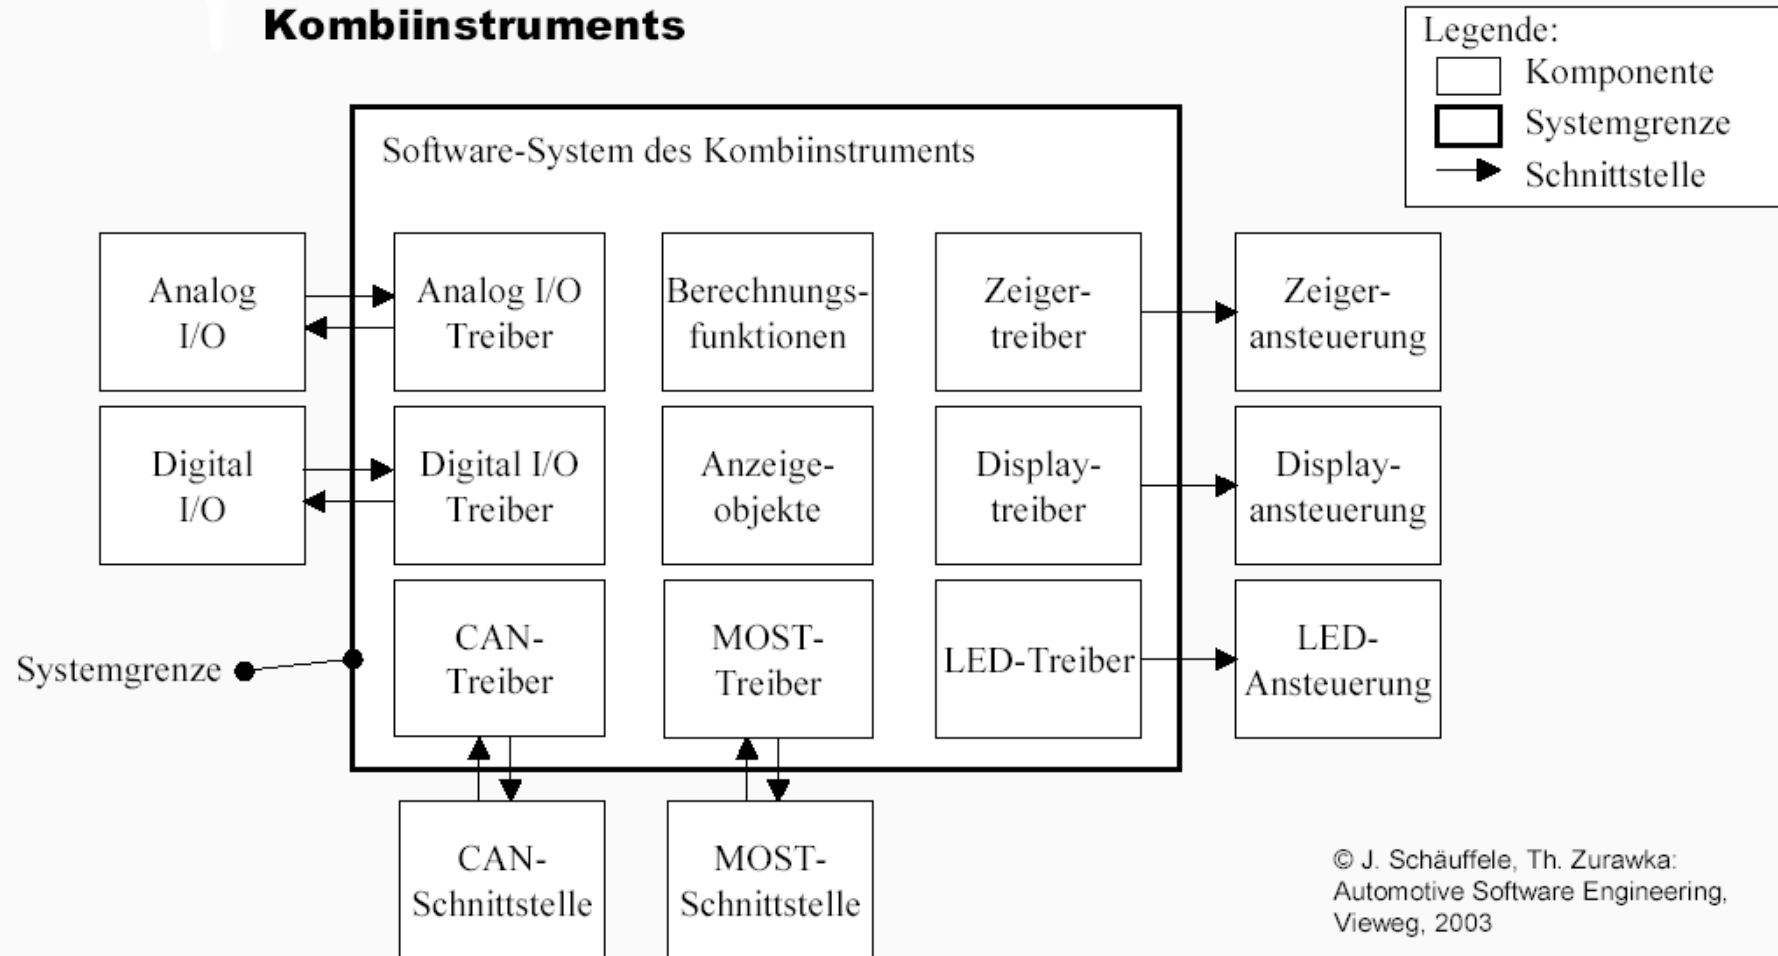 Kombiinstruments
Legende:
Komponente
Systemgrenze
Schnittstelle
Software-System des Kombiinstruments
Analog
I/O
Analog I/O
Treiber
Berechnungs-
funktionen
Zeiger-
treiber
Zeiger-
ansteuerung
Digital
I/O
Digital I/O
Treiber
Anzeige-
objekte
Display-
treiber
Display-
ansteuerung
CAN-
Treiber
MOST-
Treiber
LED-Treiber
LED-
Ansteuerung
Systemgrenze
CAN-
Schnittstelle
MOST-
Schnittstelle
© J. Schäuffele, Th. Zurawka:
Automotive Software Engineering,
Vieweg, 2003